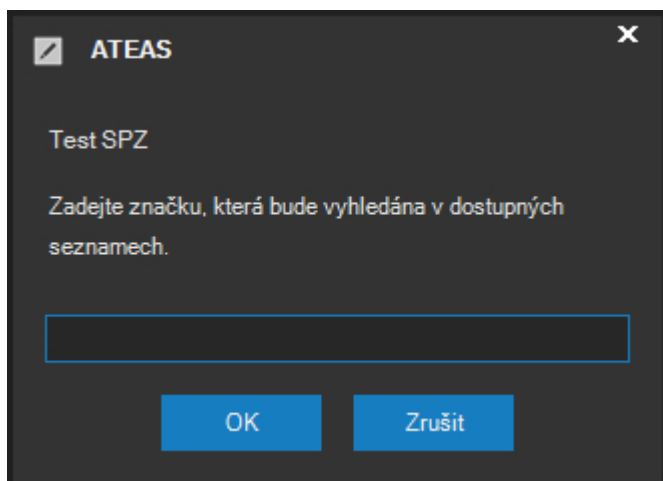 ATEAS
Test SPZ
Zadejte značku, která bude vyhledána v dostupných
seznamech.
OK
Zrušit